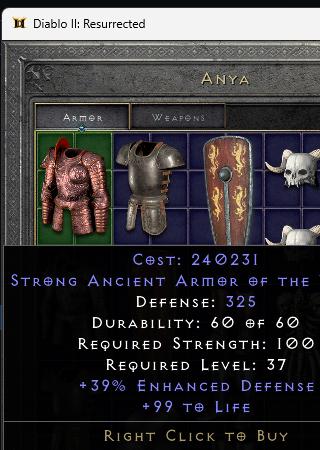 Diablo II: Resurrected
Anya
Armor
Weapons
Cost: 240231
Strong Ancient Armor of the
Defense: 325
Durability: 60 of 60
Required Strength: 100
Required Level: 37
+39% Enhanced Defense
+99 to Life
Right Click to Buy